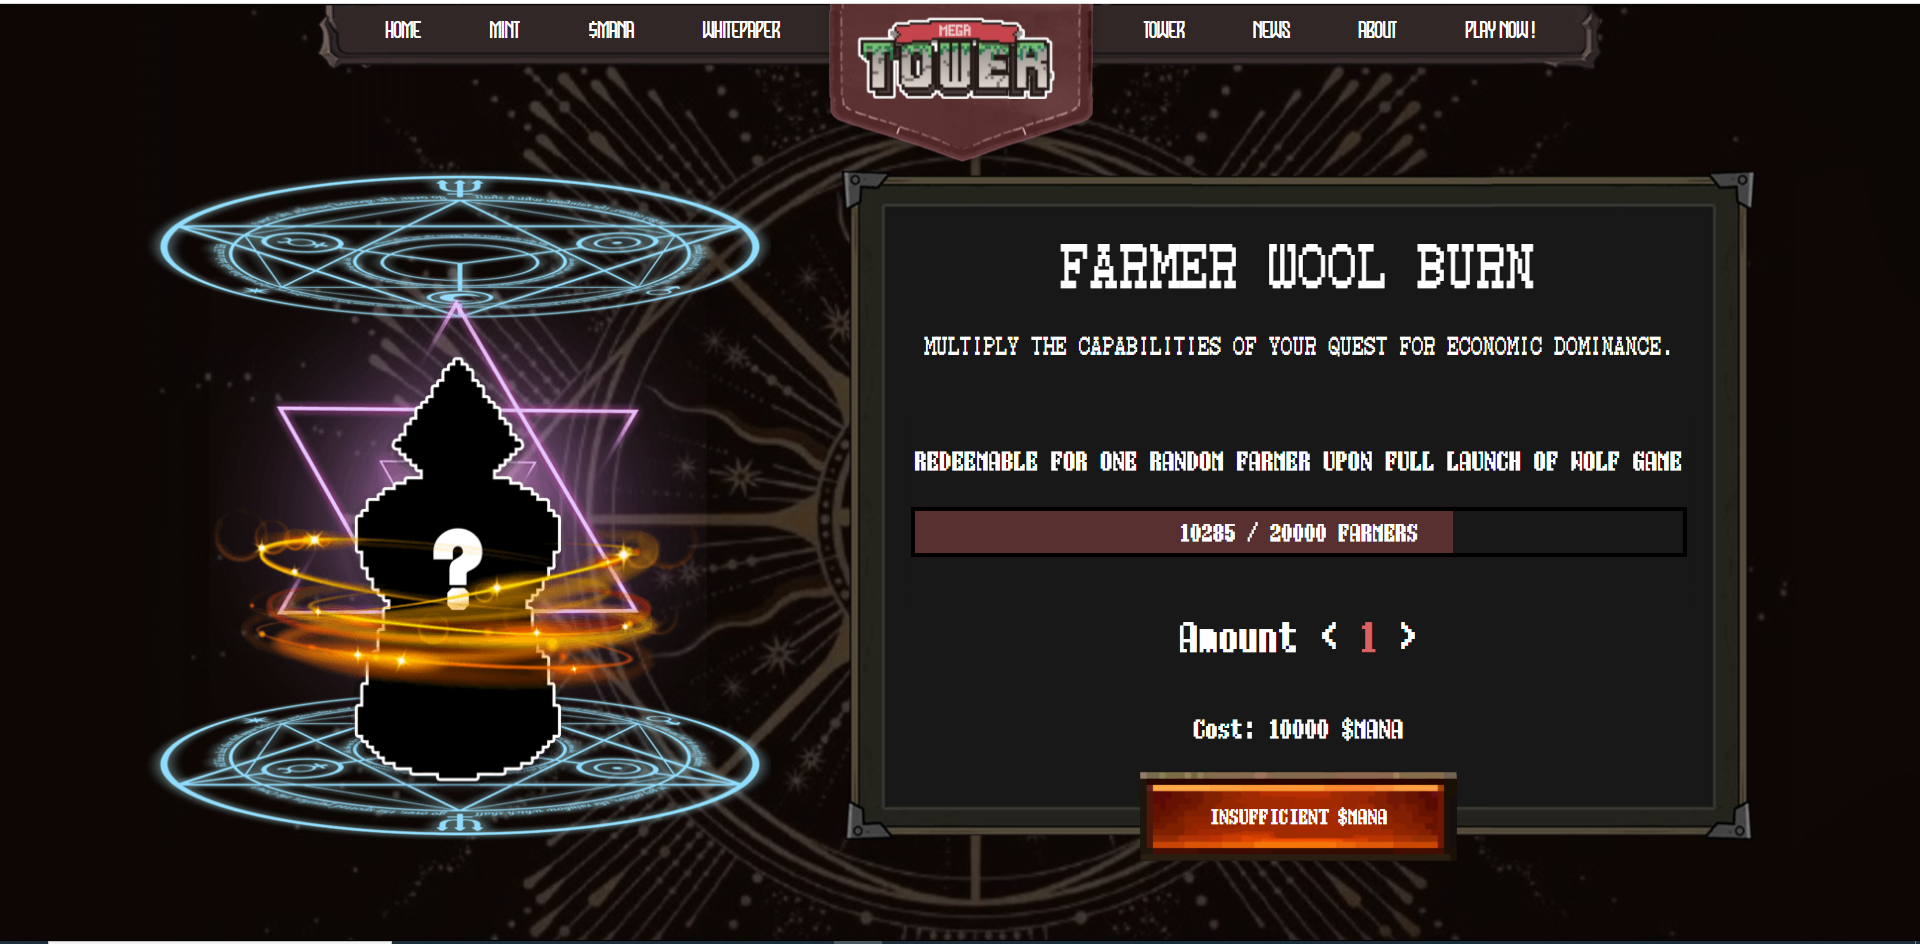 HOME MINT $MANA WHITEPAPER
MEGA
TOWER
TOWER NEWS ABOUT PLAY NOW!
FARMER WOOL BURN
MULTIPLY THE CAPABILITIES OF YOUR QUEST FOR ECONOMIC DOMINANCE.
REDEEMABLE FOR ONE RANDOM FARMER UPON FULL LAUNCH OF WOLF GAME
10285 / 20000 FARMERS
?
Amount < 1 >
Cost: 10000 $MANA
INSUFFICIENT $MANA